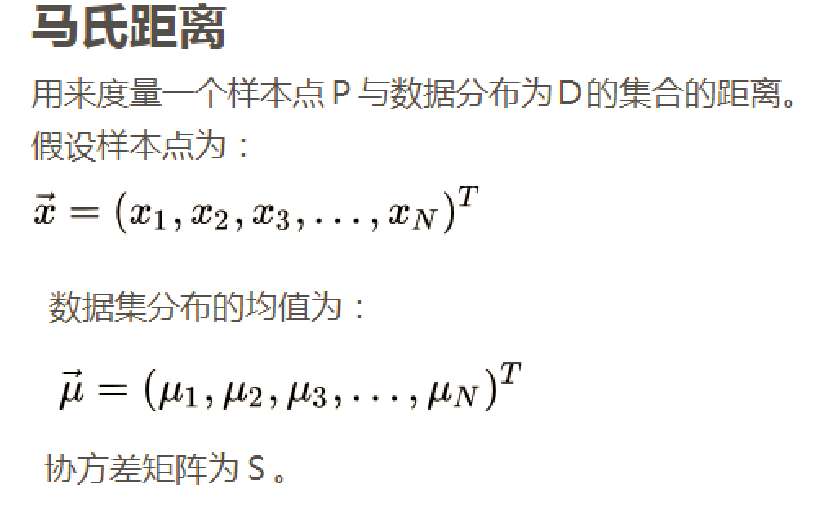 马氏距离
用来度量一个样本点P与数据分布为D的集合的距离。
假设样本点为：
$\vec{x} = (x_1, x_2, x_3, \ldots, x_N)^T$
数据集分布的均值为：
$\vec{\mu} = (\mu_1, \mu_2, \mu_3, \ldots, \mu_N)^T$
协方差矩阵为S。